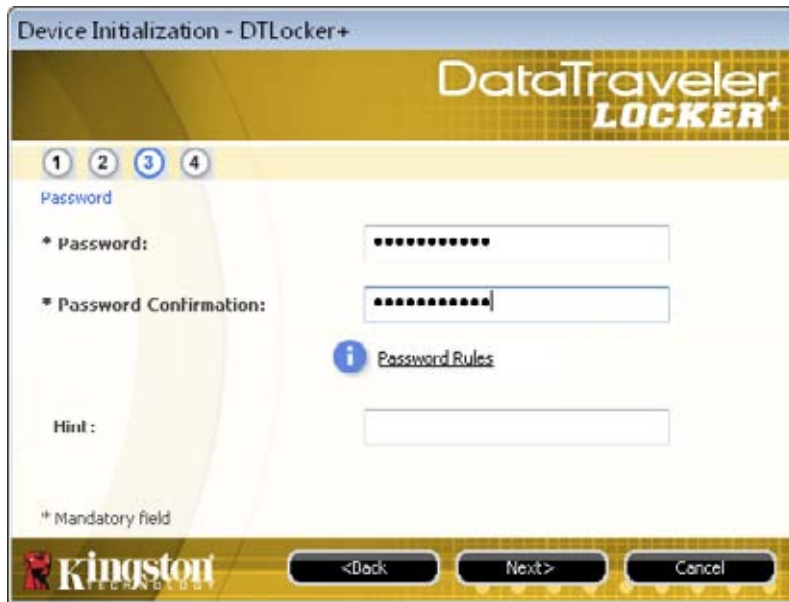 Device Initialization - DTLocker+
DataTraveler
LOCKER+
1 2 3 4
Password
* Password: •••••••••••
* Password Confirmation: •••••••••••
i Password Rules
Hint:
* Mandatory field
Kingston
TECHNOLOGY
<Back Next> Cancel